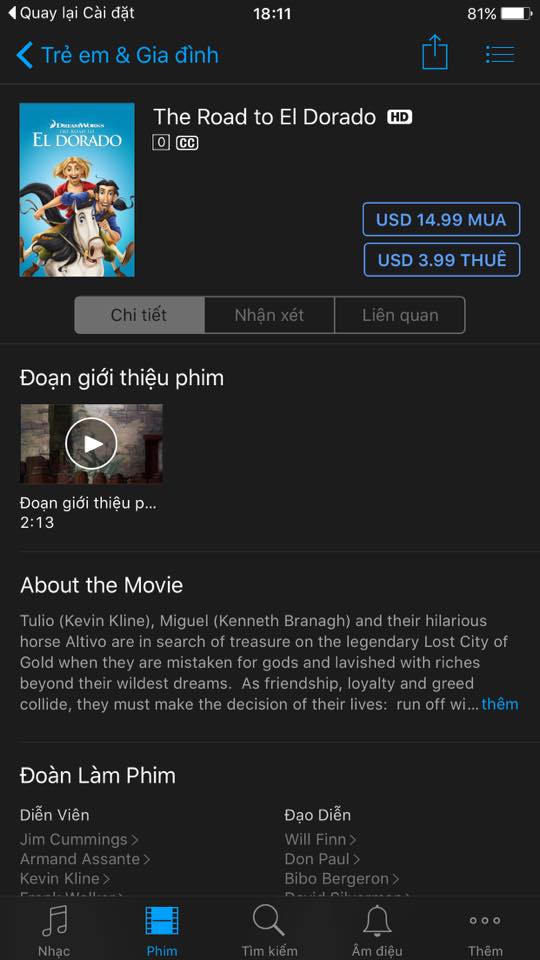 Quay lại Cài đặt 18:11 81%
Trẻ em & Gia đình
DREAMWORKS
THE ROAD TO
EL DORADO
The Road to El Dorado HD
0 CC
USD 14.99 MUA
USD 3.99 THUÊ
Chi tiết Nhận xét Liên quan
Đoạn giới thiệu phim
Đoạn giới thiệu p...
2:13
About the Movie
Tulio (Kevin Kline), Miguel (Kenneth Branagh) and their hilarious
horse Altivo are in search of treasure on the legendary Lost City of
Gold when they are mistaken for gods and lavished with riches
beyond their wildest dreams. As friendship, loyalty and greed
collide, they must make the decision of their lives: run off wi... thêm
Đoàn Làm Phim
Diễn Viên Đạo Diễn
Jim Cummings Will Finn
Armand Assante Don Paul
Kevin Kline Bibo Bergeron
Frank Welker David Silverman
Nhạc Phim Tìm kiếm Âm điệu Thêm